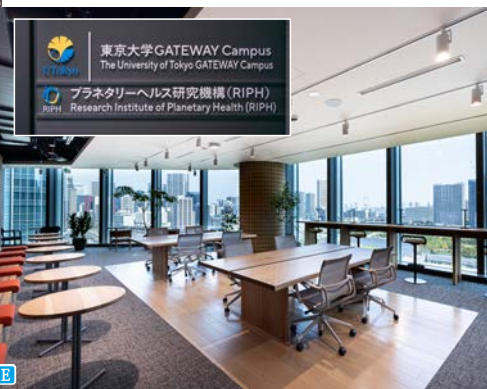 東京大学GATEWAY Campus
The University of Tokyo GATEWAY Campus
UTokyo
プラネタリーヘルス研究機構(RIPH)
Research Institute of Planetary Health (RIPH)
RIPH
E